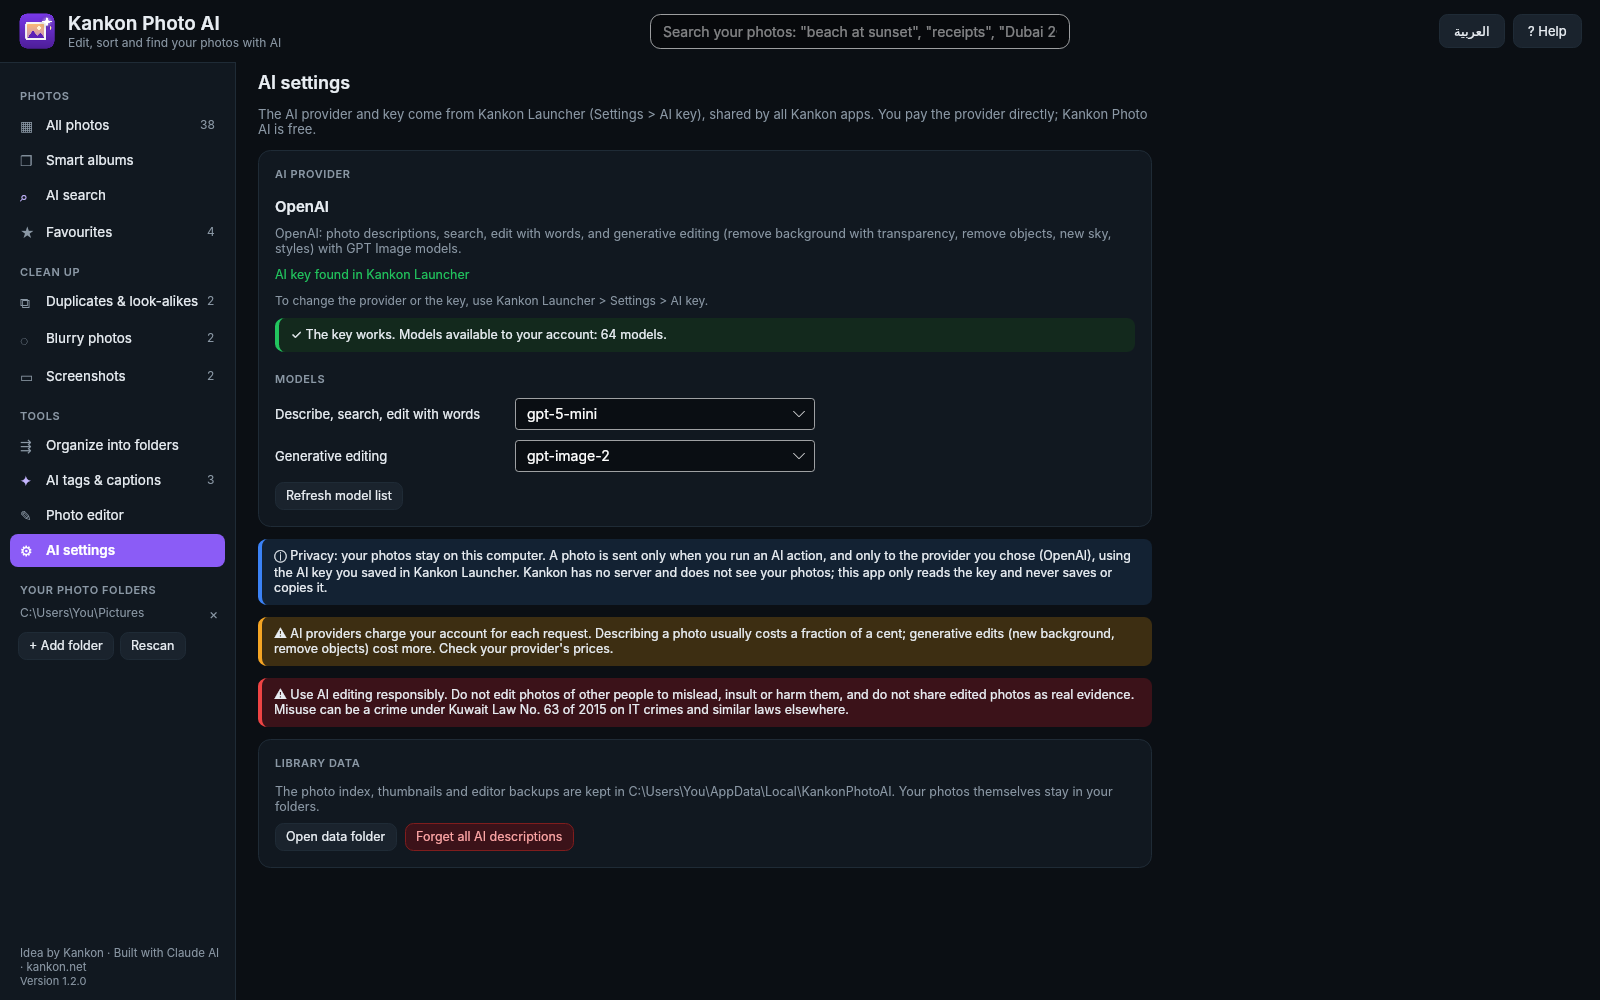 Kankon Photo AI
Edit, sort and find your photos with AI
Search your photos: "beach at sunset", "receipts", "Dubai 2
العربية
? Help
PHOTOS
All photos 38
Smart albums
AI search
Favourites 4
CLEAN UP
Duplicates & look-alikes 2
Blurry photos 2
Screenshots 2
TOOLS
Organize into folders
AI tags & captions 3
Photo editor
AI settings
YOUR PHOTO FOLDERS
C:\Users\You\Pictures ×
+ Add folder Rescan
Idea by Kankon · Built with Claude AI
· kankon.net
Version 1.2.0
AI settings
The AI provider and key come from Kankon Launcher (Settings > AI key), shared by all Kankon apps. You pay the provider directly; Kankon Photo
AI is free.
AI PROVIDER
OpenAI
OpenAI: photo descriptions, search, edit with words, and generative editing (remove background with transparency, remove objects, new sky,
styles) with GPT Image models.
AI key found in Kankon Launcher
To change the provider or the key, use Kankon Launcher > Settings > AI key.
✓ The key works. Models available to your account: 64 models.
MODELS
Describe, search, edit with words gpt-5-mini
Generative editing gpt-image-2
Refresh model list
ⓘ Privacy: your photos stay on this computer. A photo is sent only when you run an AI action, and only to the provider you chose (OpenAI), using
the AI key you saved in Kankon Launcher. Kankon has no server and does not see your photos; this app only reads the key and never saves or
copies it.
⚠ AI providers charge your account for each request. Describing a photo usually costs a fraction of a cent; generative edits (new background,
remove objects) cost more. Check your provider's prices.
⚠ Use AI editing responsibly. Do not edit photos of other people to mislead, insult or harm them, and do not share edited photos as real evidence.
Misuse can be a crime under Kuwait Law No. 63 of 2015 on IT crimes and similar laws elsewhere.
LIBRARY DATA
The photo index, thumbnails and editor backups are kept in C:\Users\You\AppData\Local\KankonPhotoAI. Your photos themselves stay in your
folders.
Open data folder Forget all AI descriptions